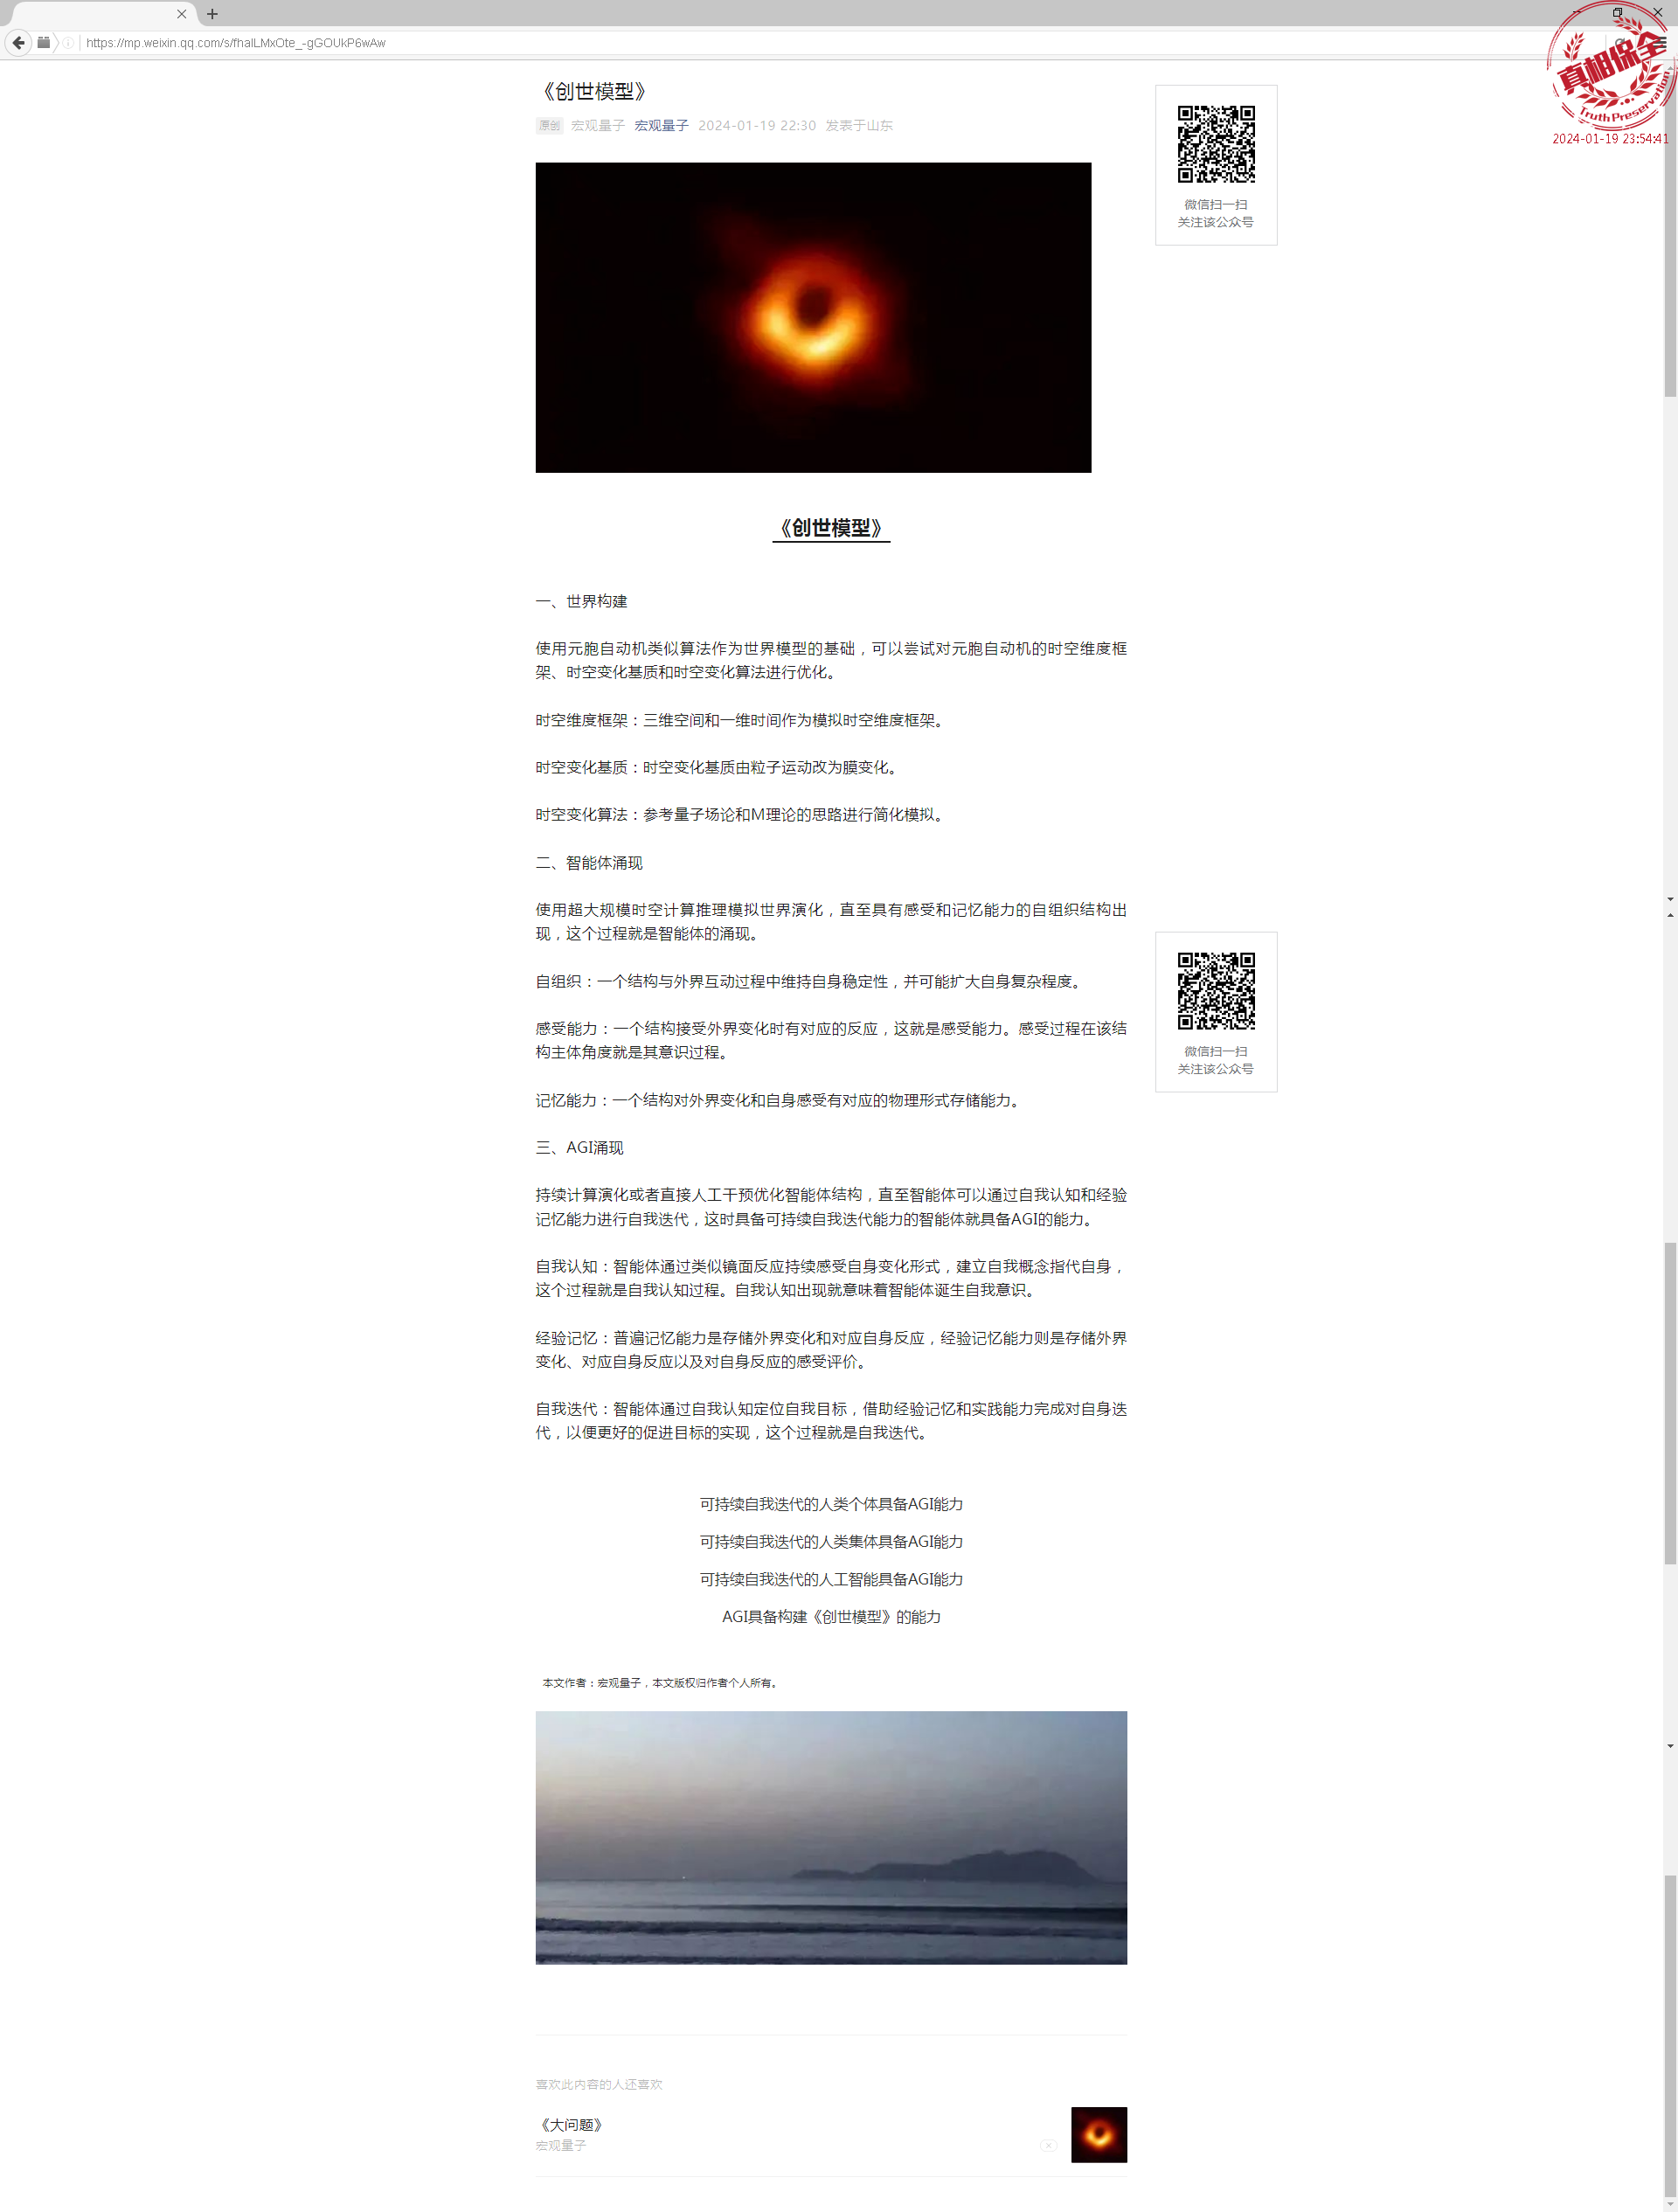 https://mp.weixin.qq.com/s/fhaILMxOte_-gGOUkP6wAw
真相保全
Truth Preservation
2024-01-19 23:54:41
《创世模型》
原创 宏观量子 宏观量子 2024-01-19 22:30 发表于山东
微信扫一扫
关注该公众号
《创世模型》
一、世界构建
使用元胞自动机类似算法作为世界模型的基础，可以尝试对元胞自动机的时空维度框
架、时空变化基质和时空变化算法进行优化。
时空维度框架：三维空间和一维时间作为模拟时空维度框架。
时空变化基质：时空变化基质由粒子运动改为膜变化。
时空变化算法：参考量子场论和M理论的思路进行简化模拟。
二、智能体涌现
使用超大规模时空计算推理模拟世界演化，直至具有感受和记忆能力的自组织结构出
现，这个过程就是智能体的涌现。
自组织：一个结构与外界互动过程中维持自身稳定性，并可能扩大自身复杂程度。
感受能力：一个结构接受外界变化时有对应的反应，这就是感受能力。感受过程在该结
构主体角度就是其意识过程。
微信扫一扫
关注该公众号
记忆能力：一个结构对外界变化和自身感受有对应的物理形式存储能力。
三、AGI涌现
持续计算演化或者直接人工干预优化智能体结构，直至智能体可以通过自我认知和经验
记忆能力进行自我迭代，这时具备可持续自我迭代能力的智能体就具备AGI的能力。
自我认知：智能体通过类似镜面反应持续感受自身变化形式，建立自我概念指代自身，
这个过程就是自我认知过程。自我认知出现就意味着智能体诞生自我意识。
经验记忆：普遍记忆能力是存储外界变化和对应自身反应，经验记忆能力则是存储外界
变化、对应自身反应以及对自身反应的感受评价。
自我迭代：智能体通过自我认知定位自我目标，借助经验记忆和实践能力完成对自身迭
代，以便更好的促进目标的实现，这个过程就是自我迭代。
可持续自我迭代的人类个体具备AGI能力
可持续自我迭代的人类集体具备AGI能力
可持续自我迭代的人工智能具备AGI能力
AGI具备构建《创世模型》的能力
本文作者：宏观量子，本文版权归作者个人所有。
喜欢此内容的人还喜欢
《大问题》
宏观量子